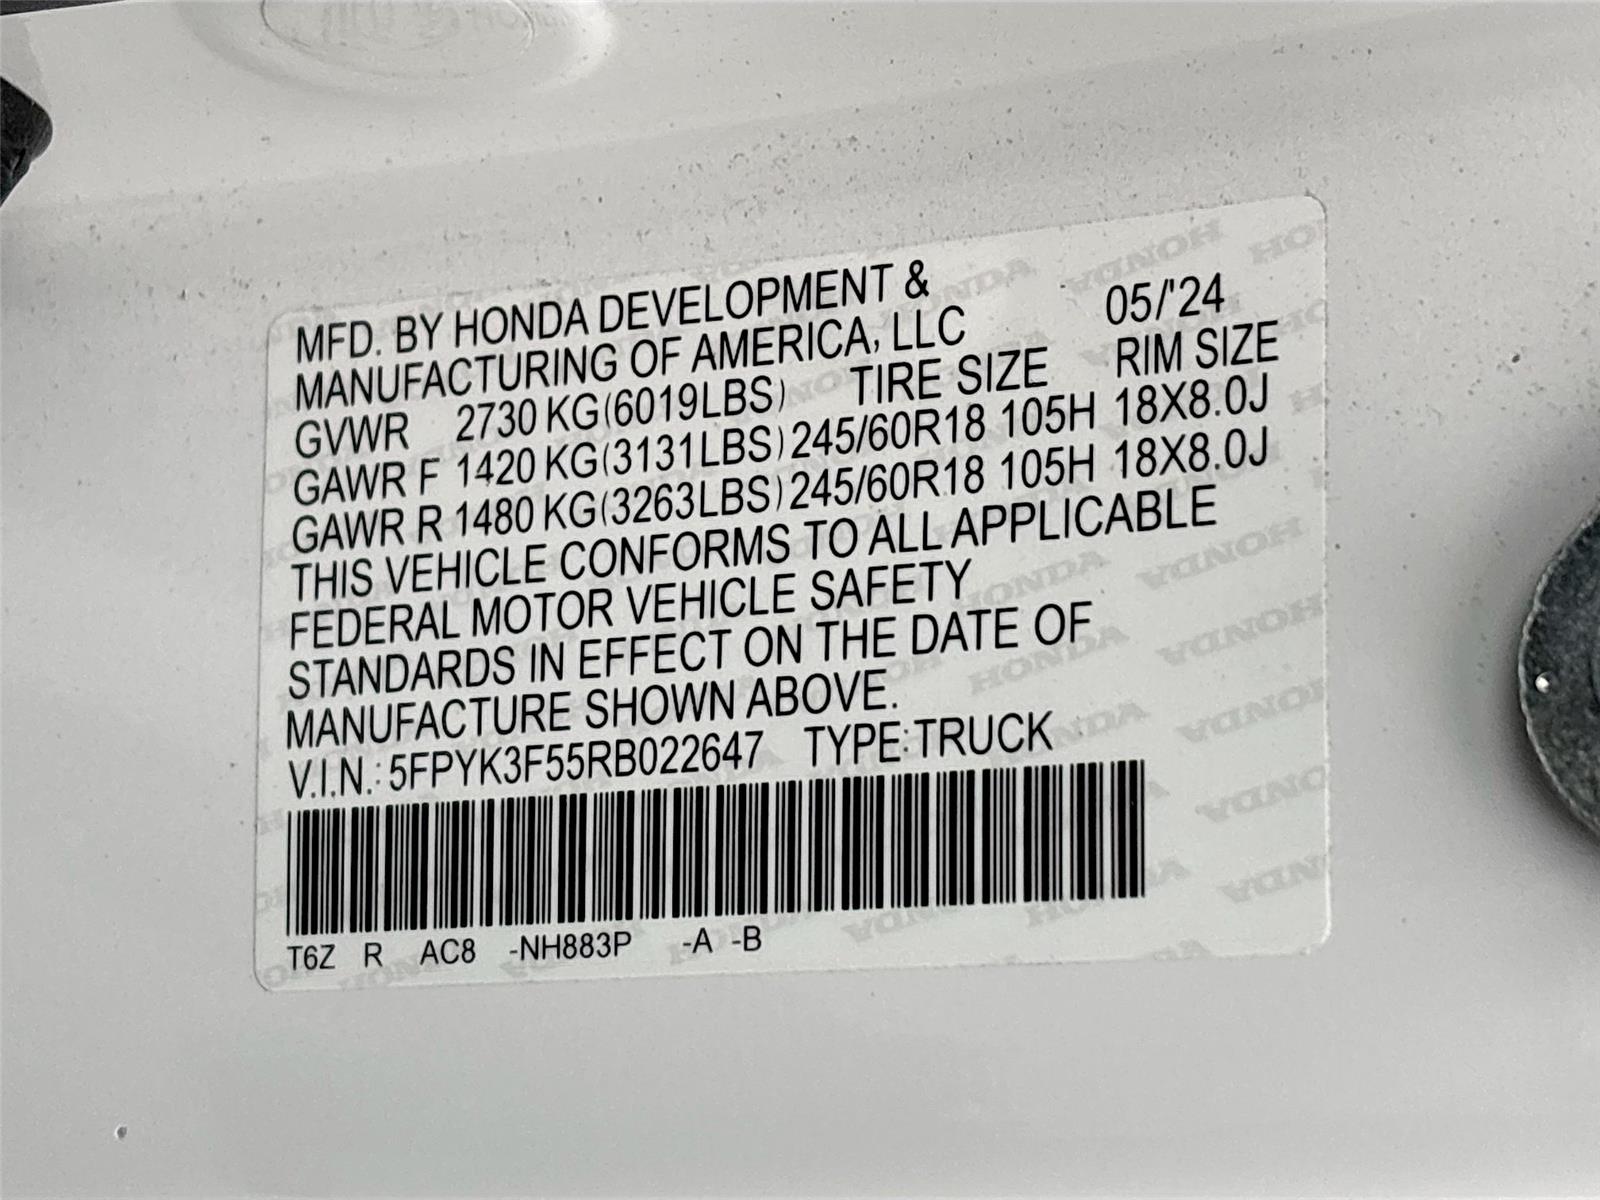 MFD. BY HONDA DEVELOPMENT &
MANUFACTURING OF AMERICA, LLC 05/'24
GVWR 2730 KG(6019LBS) TIRE SIZE RIM SIZE
GAWR F 1420 KG(3131LBS) 245/60R18 105H 18X8.0J
GAWR R 1480 KG(3263LBS) 245/60R18 105H 18X8.0J
THIS VEHICLE CONFORMS TO ALL APPLICABLE
FEDERAL MOTOR VEHICLE SAFETY
STANDARDS IN EFFECT ON THE DATE OF
MANUFACTURE SHOWN ABOVE.
V.I.N.: 5FPYK3F55RB022647 TYPE:TRUCK
T6Z R AC8 -NH883P -A -B